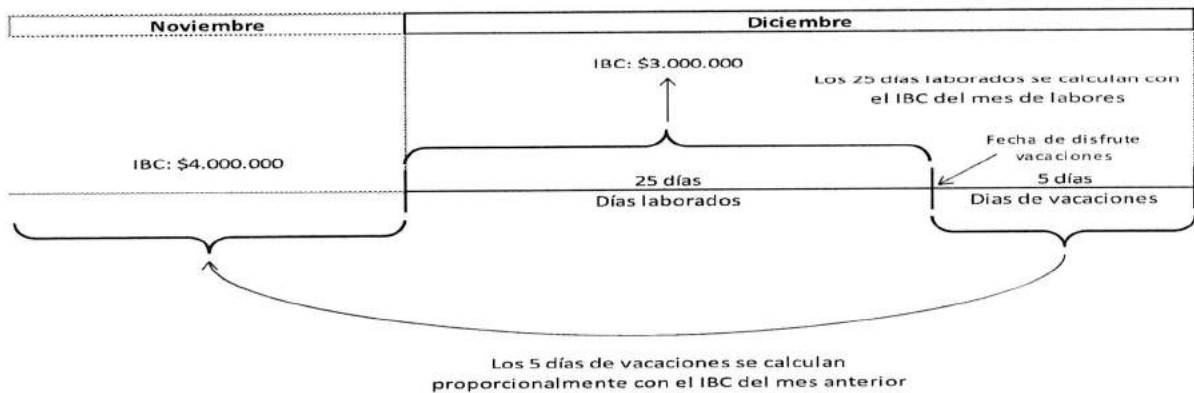 Noviembre
Diciembre
IBC: $3.000.000
Los 25 días laborados se calculan con
el IBC del mes de labores
Fecha de disfrute
vacaciones
IBC: $4.000.000
25 días
Días laborados
5 días
Dias de vacaciones
Los 5 días de vacaciones se calculan
proporcionalmente con el IBC del mes anterior